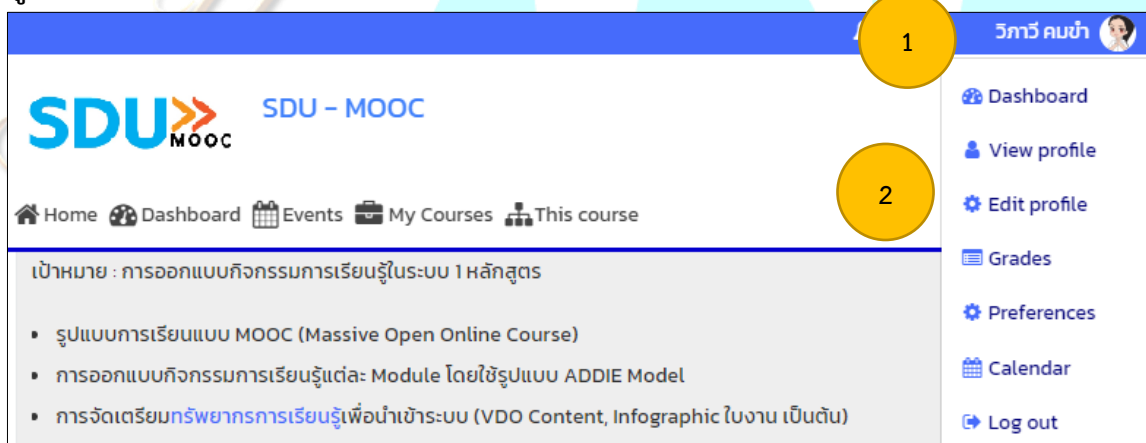 1
วิภาวี คมขำ
SDU MOOC
SDU – MOOC
Home Dashboard Events My Courses This course
2
Dashboard
View profile
Edit profile
Grades
Preferences
Calendar
Log out
เป้าหมาย : การออกแบบกิจกรรมการเรียนรู้ในระบบ 1 หลักสูตร
• รูปแบบการเรียนแบบ MOOC (Massive Open Online Course)
• การออกแบบกิจกรรมการเรียนรู้แต่ละ Module โดยใช้รูปแบบ ADDIE Model
• การจัดเตรียมทรัพยากรการเรียนรู้เพื่อนำเข้าระบบ (VDO Content, Infographic ใบงาน เป็นต้น)